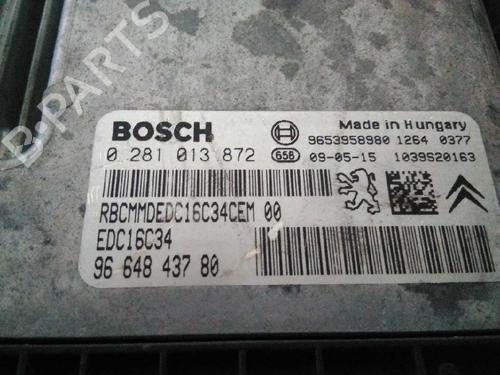 BOSCH
Made in Hungary
9653958980 1264 0377
0 281 013 872
656 09-05-15 1039S20163
RBCMMDEDC16C34CEM 00
EDC16C34
96 648 437 80
B-PARTS